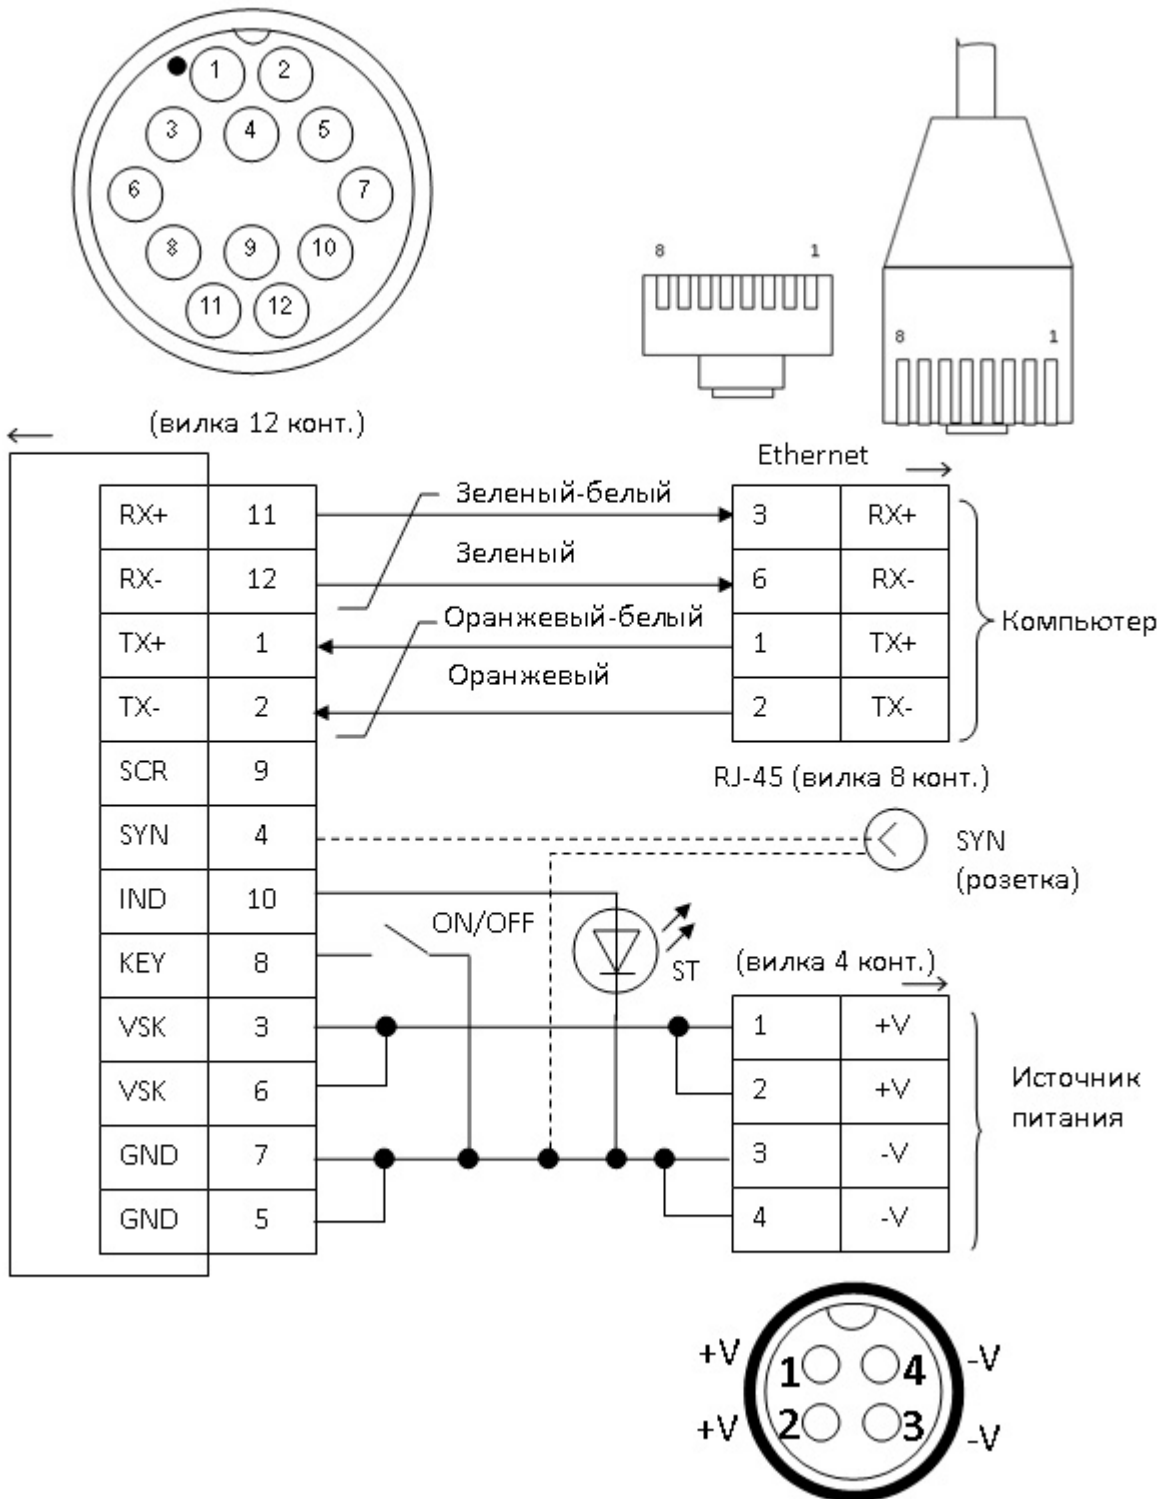 1 2
3 4 5
6 7
8 9 10
11 12
8 1
8 1
(вилка 12 конт.)
Ethernet
RX+ 11 Зеленый-белый 3 RX+
RX- 12 Зеленый 6 RX-
TX+ 1 Оранжевый-белый 1 TX+
Компьютер
TX- 2 Оранжевый 2 TX-
SCR 9
RJ-45 (вилка 8 конт.)
SYN 4
SYN
(розетка)
IND 10
ON/OFF
ST
(вилка 4 конт.)
KEY 8
VSK 3 1 +V
VSK 6 2 +V
Источник
питания
GND 7 3 -V
GND 5 4 -V
+V 1 4 -V
+V 2 3 -V